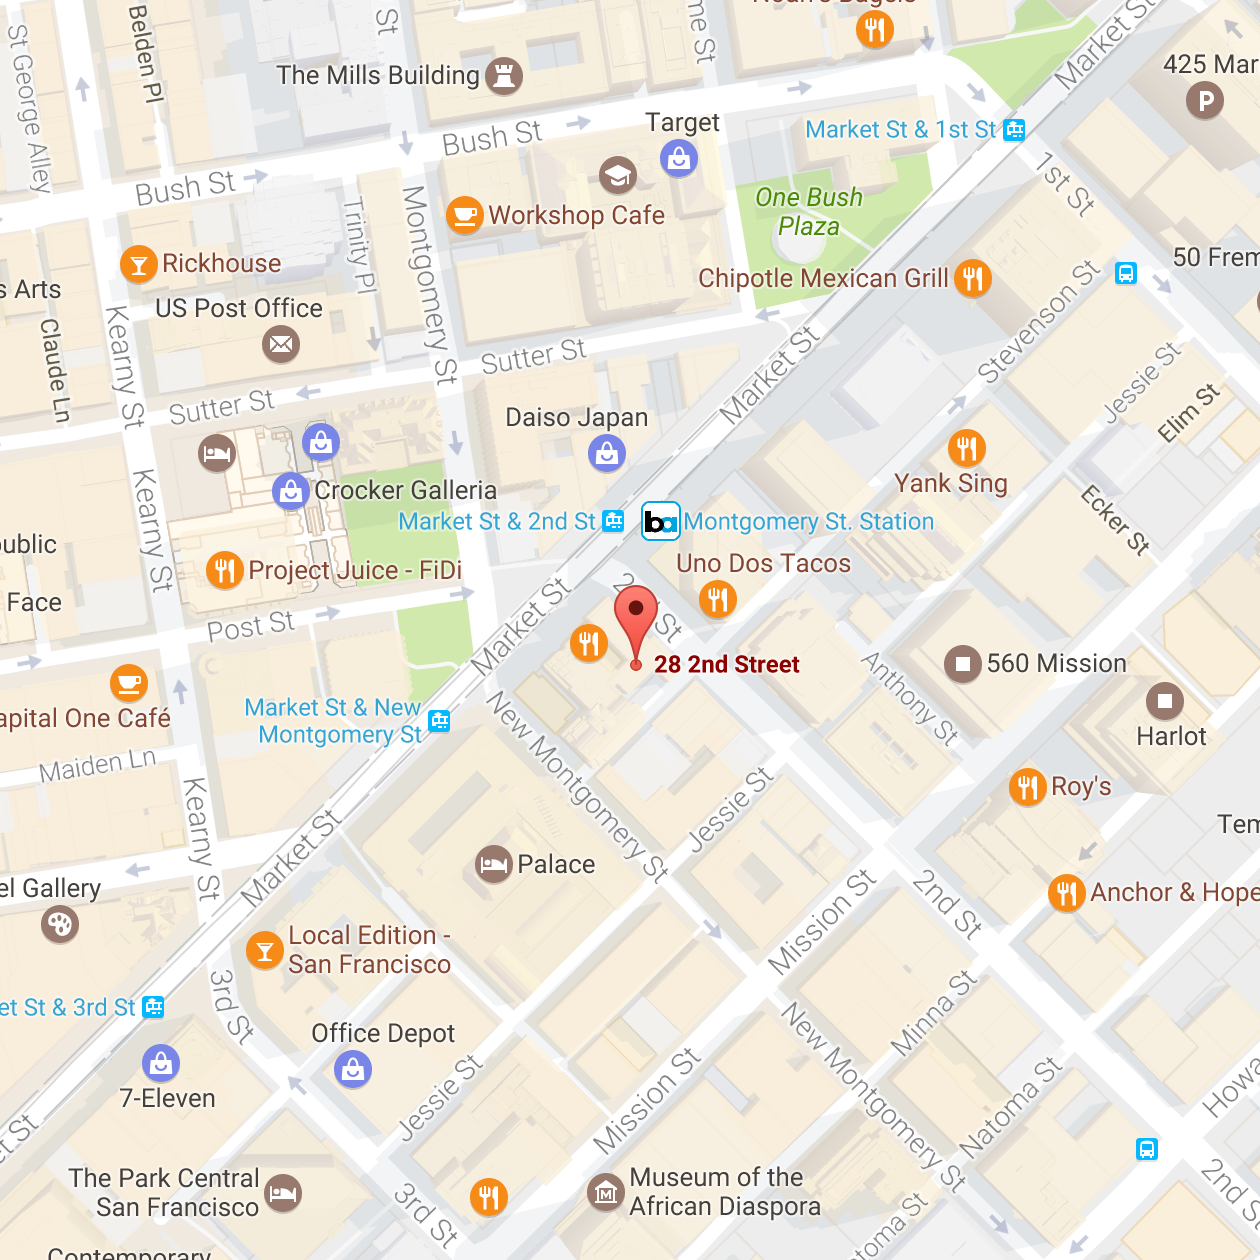 Noah's Bagels
Belden Pl
St George Alley
St
me St
Market St
425 Mar
The Mills Building
Bush St
Target
Market St & 1st St
1st St
Bush St
Workshop Cafe
One Bush
Plaza
Trinity Pl
Montgomery St
Rickhouse
Chipotle Mexican Grill
50 Frem
s Arts
US Post Office
Claude Ln
Kearny St
Sutter St
Market St
Stevenson St
Jessie St
Elim St
Sutter St
Daiso Japan
Yank Sing
Crocker Galleria
Kearny St
Market St & 2nd St
Montgomery St. Station
Ecker St
public
Project Juice - FiDi
Uno Dos Tacos
Face
Post St
Market St
2nd St
28 2nd Street
560 Mission
Anthony St
Harlot
apital One Café
Market St & New
Montgomery St
New Montgomery St
Maiden Ln
Kearny St
Jessie St
Roy's
Tem
Market St
Palace
el Gallery
Mission St
2nd St
Anchor & Hope
Local Edition -
San Francisco
3rd St
et St & 3rd St
Office Depot
Minna St
New Montgomery St
7-Eleven
Jessie St
Mission St
Natoma St
Howa
et St
The Park Central
San Francisco
3rd St
Museum of the
African Diaspora
2nd St
toma St
Contemporary